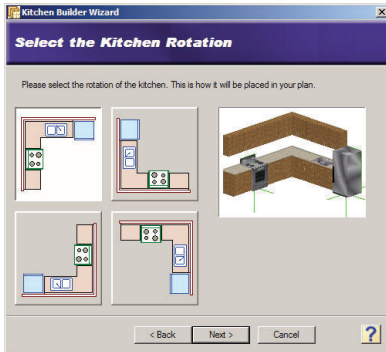 Kitchen Builder Wizard
Select the Kitchen Rotation
Please select the rotation of the kitchen. This is how it will be placed in your plan.
< Back
Next >
Cancel
?